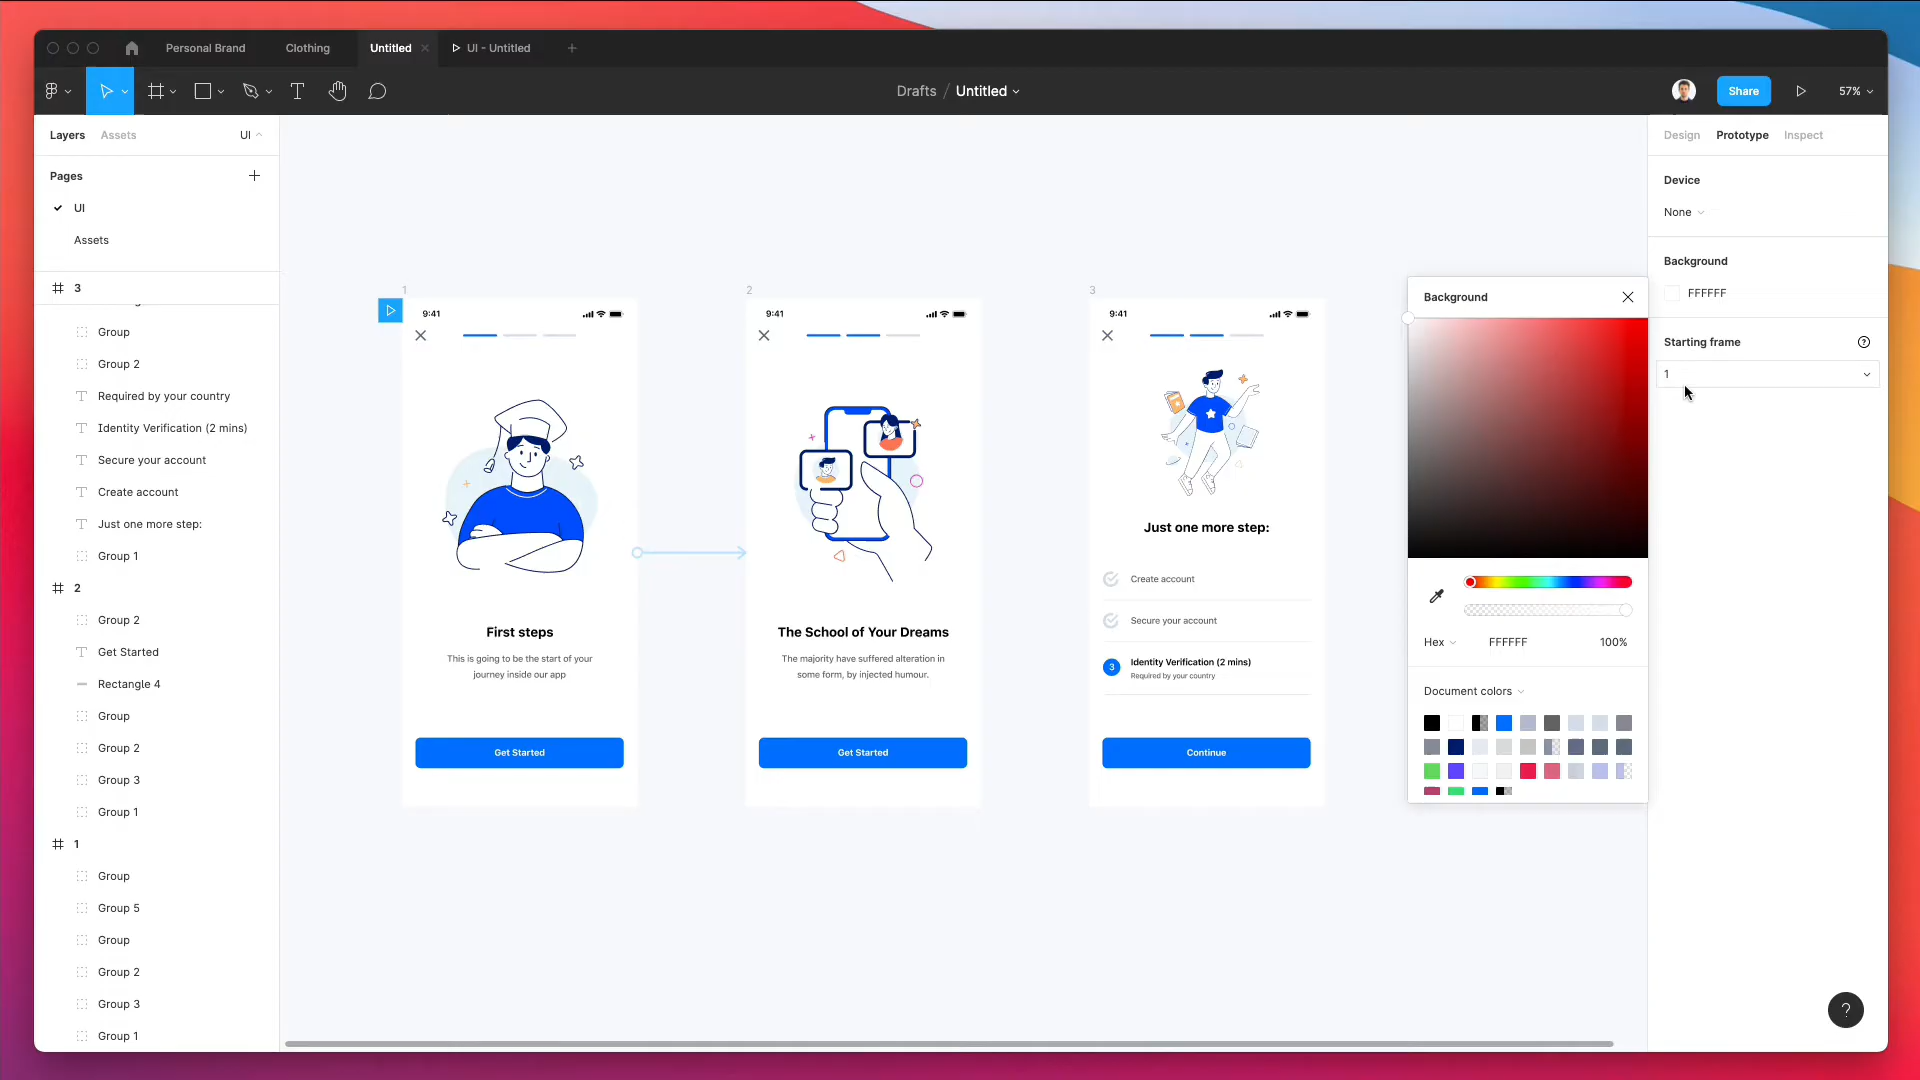 Personal Brand
Clothing
Untitled
UI - Untitled
Drafts / Untitled
Share
57%
Layers
Assets
UI
Pages
UI
Assets
3
Group
Group 2
Required by your country
Identity Verification (2 mins)
Secure your account
Create account
Just one more step:
Group 1
2
Group 2
Get Started
Rectangle 4
Group
Group 2
Group 3
Group 1
1
Group
Group 5
Group
Group 2
Group 3
Group 1
1
9:41
First steps
This is going to be the start of your
journey inside our app
Get Started
2
9:41
The School of Your Dreams
The majority have suffered alteration in
some form, by injected humour.
Get Started
3
9:41
Just one more step:
Create account
Secure your account
3
Identity Verification (2 mins)
Required by your country
Continue
Background
Hex
FFFFFF
100%
Document colors
Design
Prototype
Inspect
Device
None
Background
FFFFFF
Starting frame
?
1
?